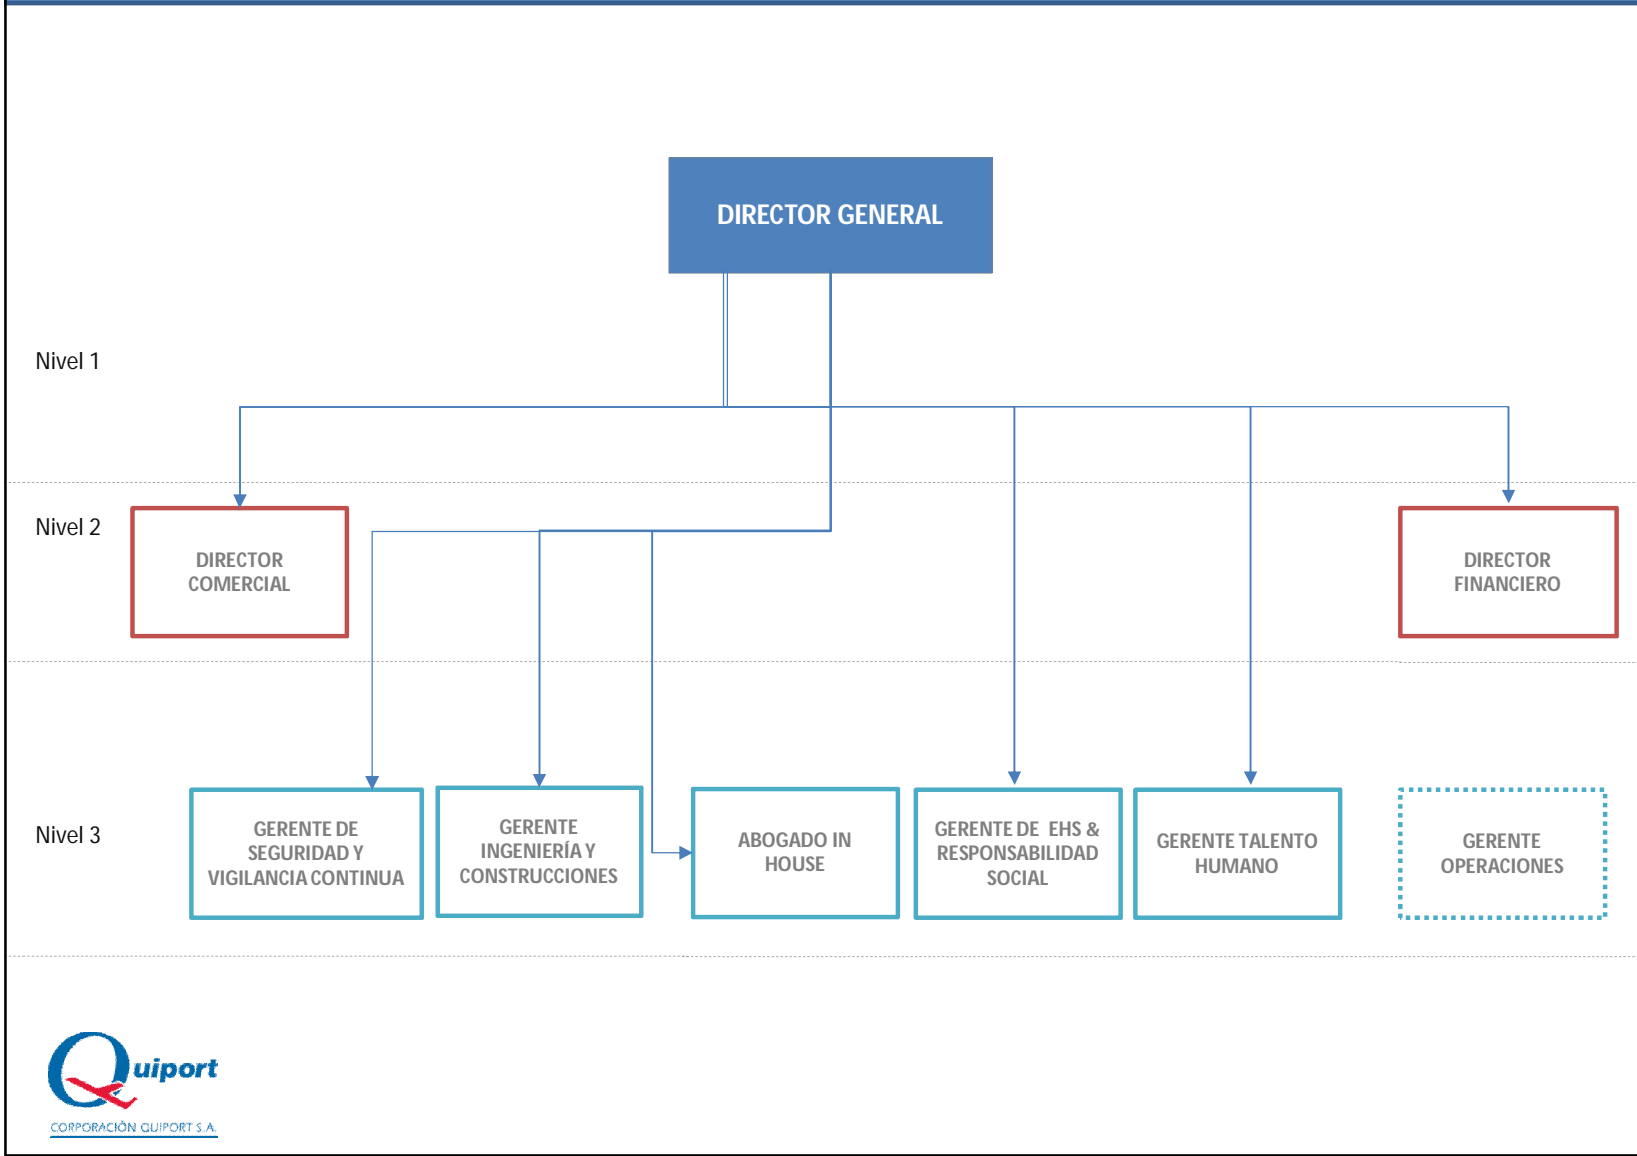 DIRECTOR GENERAL
Nivel 1
Nivel 2
DIRECTOR
COMERCIAL
DIRECTOR
FINANCIERO
Nivel 3
GERENTE DE
SEGURIDAD Y
VIGILANCIA CONTINUA
GERENTE
INGENIERÍA Y
CONSTRUCCIONES
ABOGADO IN
HOUSE
GERENTE DE EHS &
RESPONSABILIDAD
SOCIAL
GERENTE TALENTO
HUMANO
GERENTE
OPERACIONES
Quiport
CORPORACIÓN QUIPORT S.A.